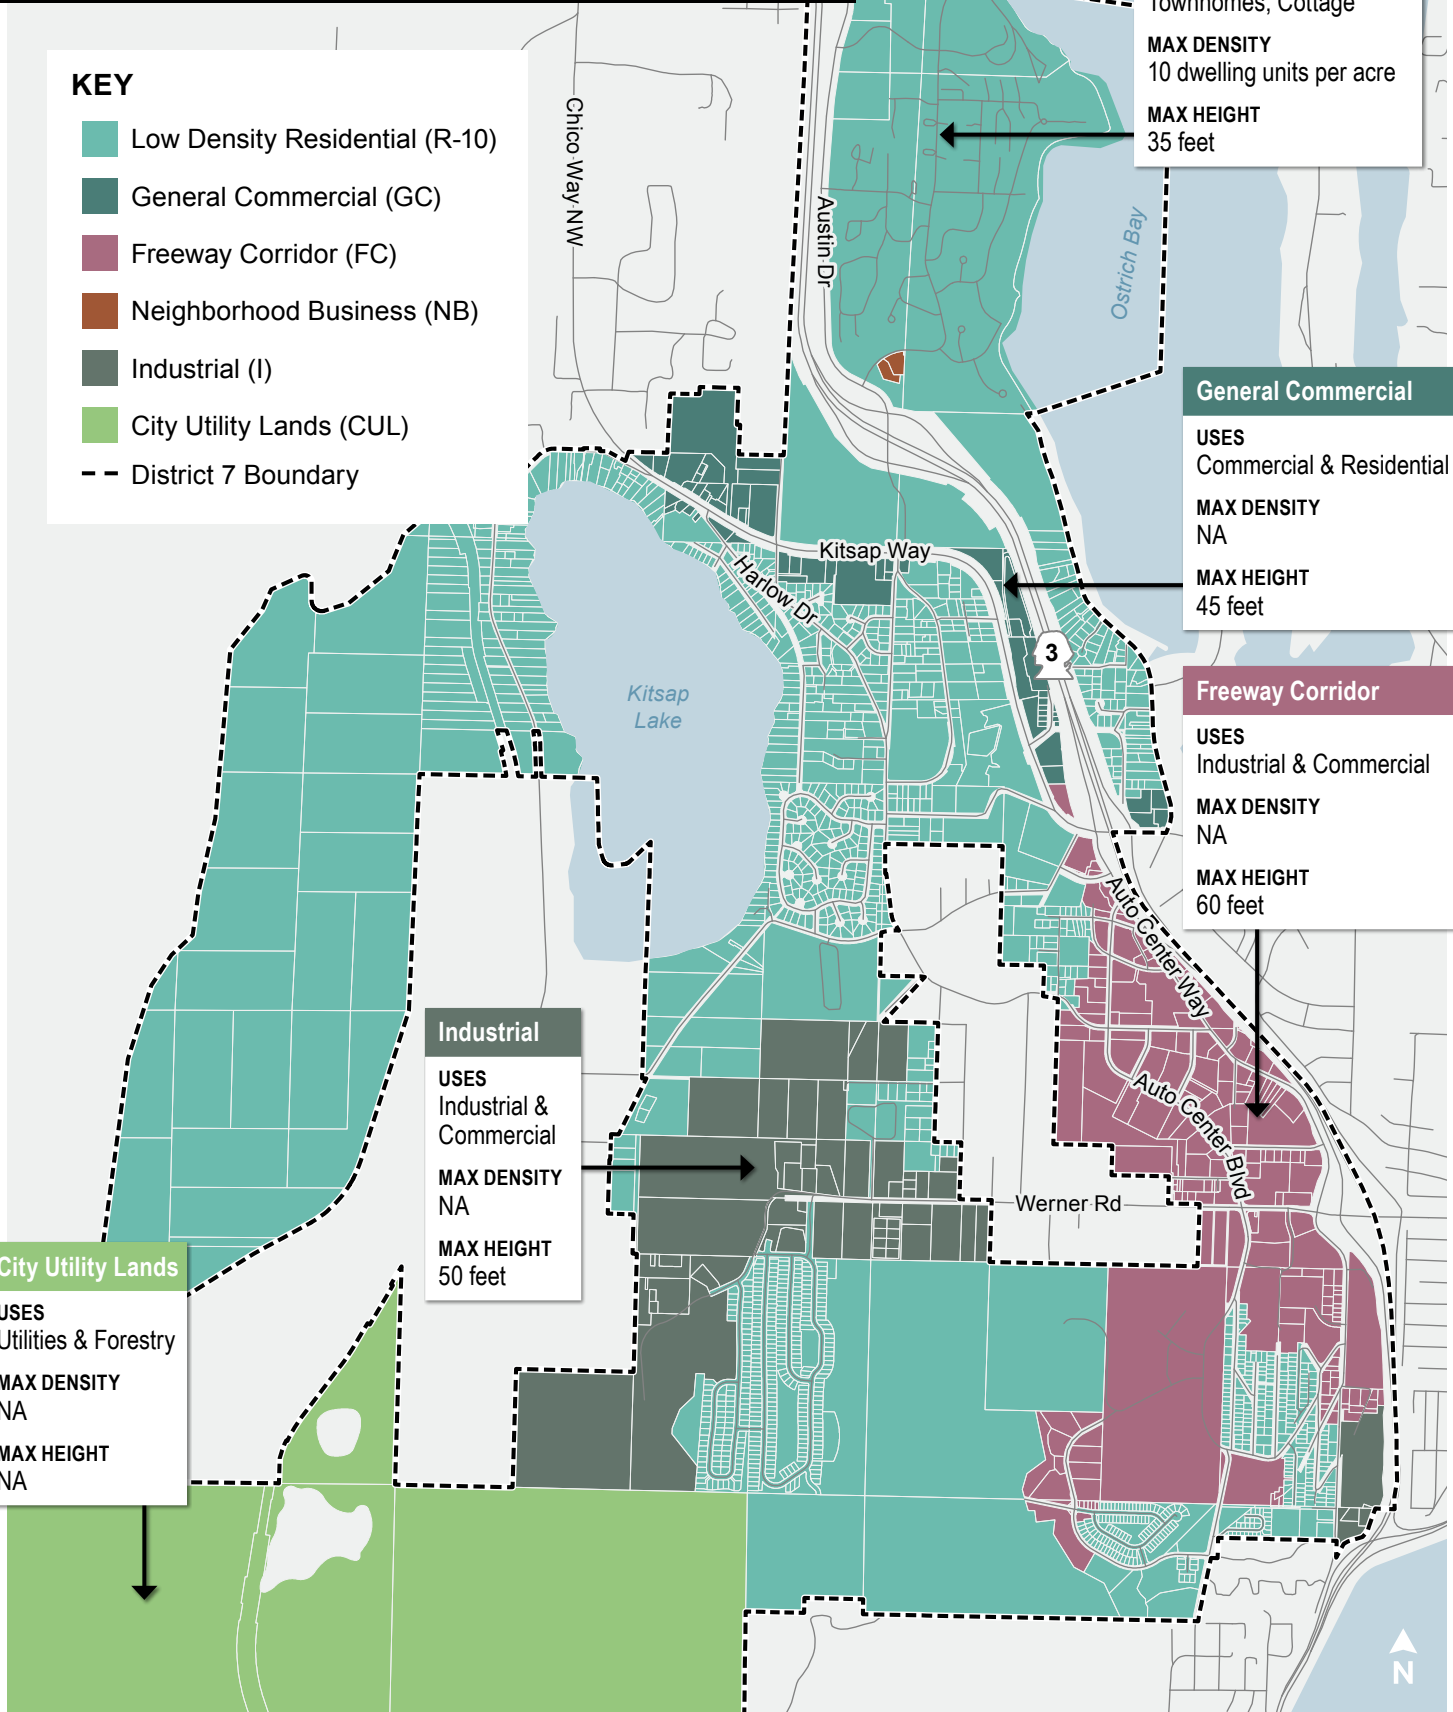 Townhomes, Cottage
MAX DENSITY
10 dwelling units per acre
MAX HEIGHT
35 feet
KEY
Low Density Residential (R-10)
General Commercial (GC)
Freeway Corridor (FC)
Neighborhood Business (NB)
Industrial (I)
City Utility Lands (CUL)
District 7 Boundary
Chico Way NW
Austin Dr
Ostrich Bay
General Commercial
USES
Commercial & Residential
MAX DENSITY
NA
MAX HEIGHT
45 feet
Kitsap Way
Harlow Dr
3
Kitsap
Lake
Freeway Corridor
USES
Industrial & Commercial
MAX DENSITY
NA
MAX HEIGHT
60 feet
Auto Center Way
Auto Center Blvd
Industrial
USES
Industrial &
Commercial
MAX DENSITY
NA
MAX HEIGHT
50 feet
Werner Rd
City Utility Lands
USES
Utilities & Forestry
MAX DENSITY
NA
MAX HEIGHT
NA
N